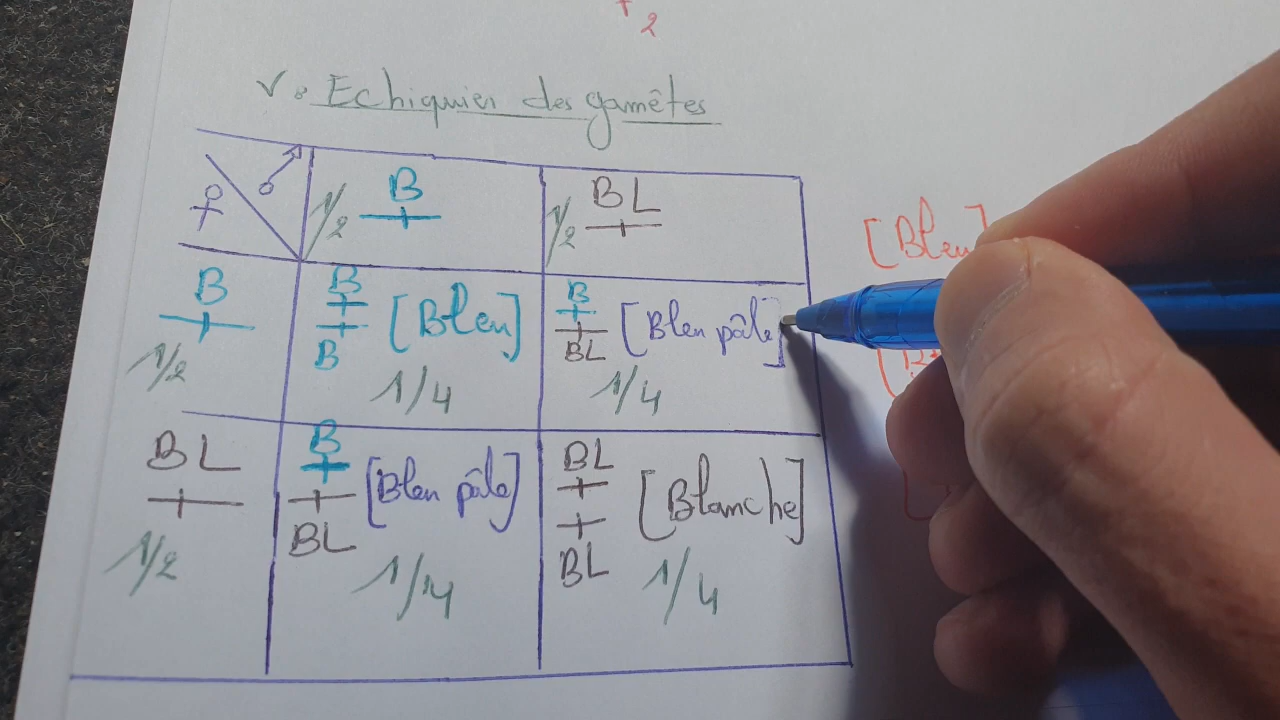 2
V: Echiquier des gamètes
1/2 B 1/2 BL
B 1/2
B B [Bleu] 1/4
B BL [Bleu pâle] 1/4
BL 1/2
B BL [Bleu pâle] 1/4
BL BL [Blanche] 1/4
[Bleu]